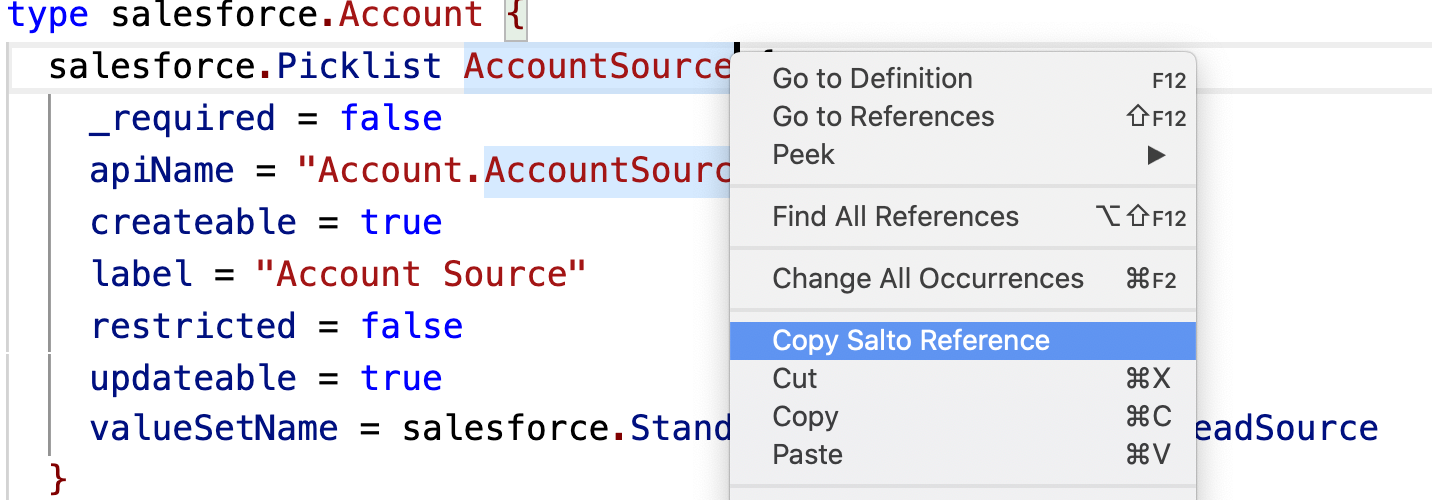 type salesforce.Account {
salesforce.Picklist AccountSource
_required = false
apiName = "Account.AccountSourc
createable = true
label = "Account Source"
restricted = false
updateable = true
valueSetName = salesforce.Stand eadSource
}
Go to Definition F12
Go to References ⇧F12
Peek ▶
Find All References ⌥⇧F12
Change All Occurrences ⌘F2
Copy Salto Reference
Cut ⌘X
Copy ⌘C
Paste ⌘V